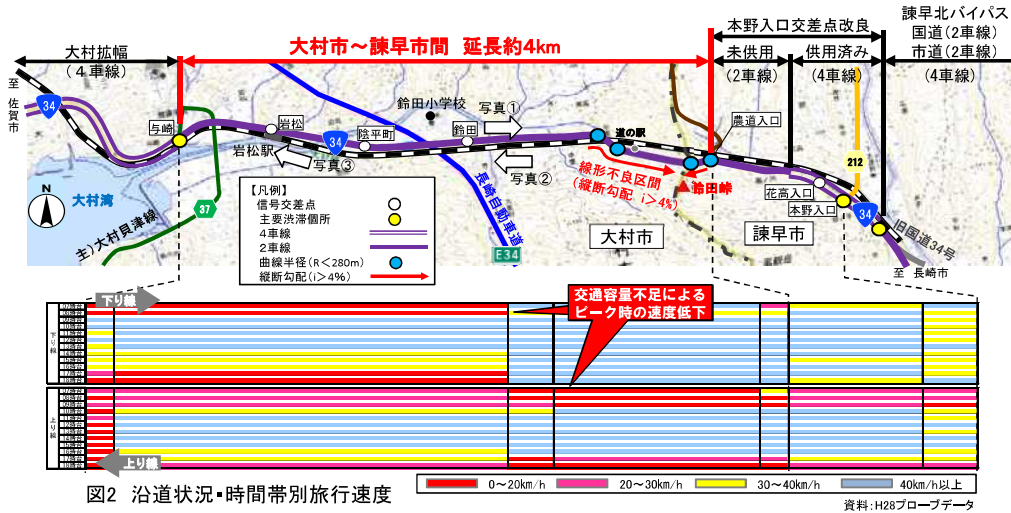 大村拡幅
(4車線)
大村市～諫早市間 延長約4km
本野入口交差点改良
未供用
(2車線)
供用済み
(4車線)
諫早北バイパス
国道(2車線)
市道(2車線)
(4車線)
至 佐賀市
34
与崎
岩松
岩松駅
34
陰平町
鈴田小学校
鈴田
写真①
写真②
写真③
道の駅
農道入口
線形不良区間
(縦断勾配 i>4%)
鈴田峠
212
花高入口
本野入口
34
旧国道34号
至 長崎市
大村市
諫早市
N
大村湾
主)大村貝津線
37
長崎自動車道
E34
【凡例】
信号交差点
主要渋滞個所
4車線
2車線
曲線半径(R<280m)
縦断勾配(i>4%)
下り線
交通容量不足による
ピーク時の速度低下
下り線
上り線
上り線
図2 沿道状況・時間帯別旅行速度
0～20km/h
20～30km/h
30～40km/h
40km/h以上
資料:H28プローブデータ